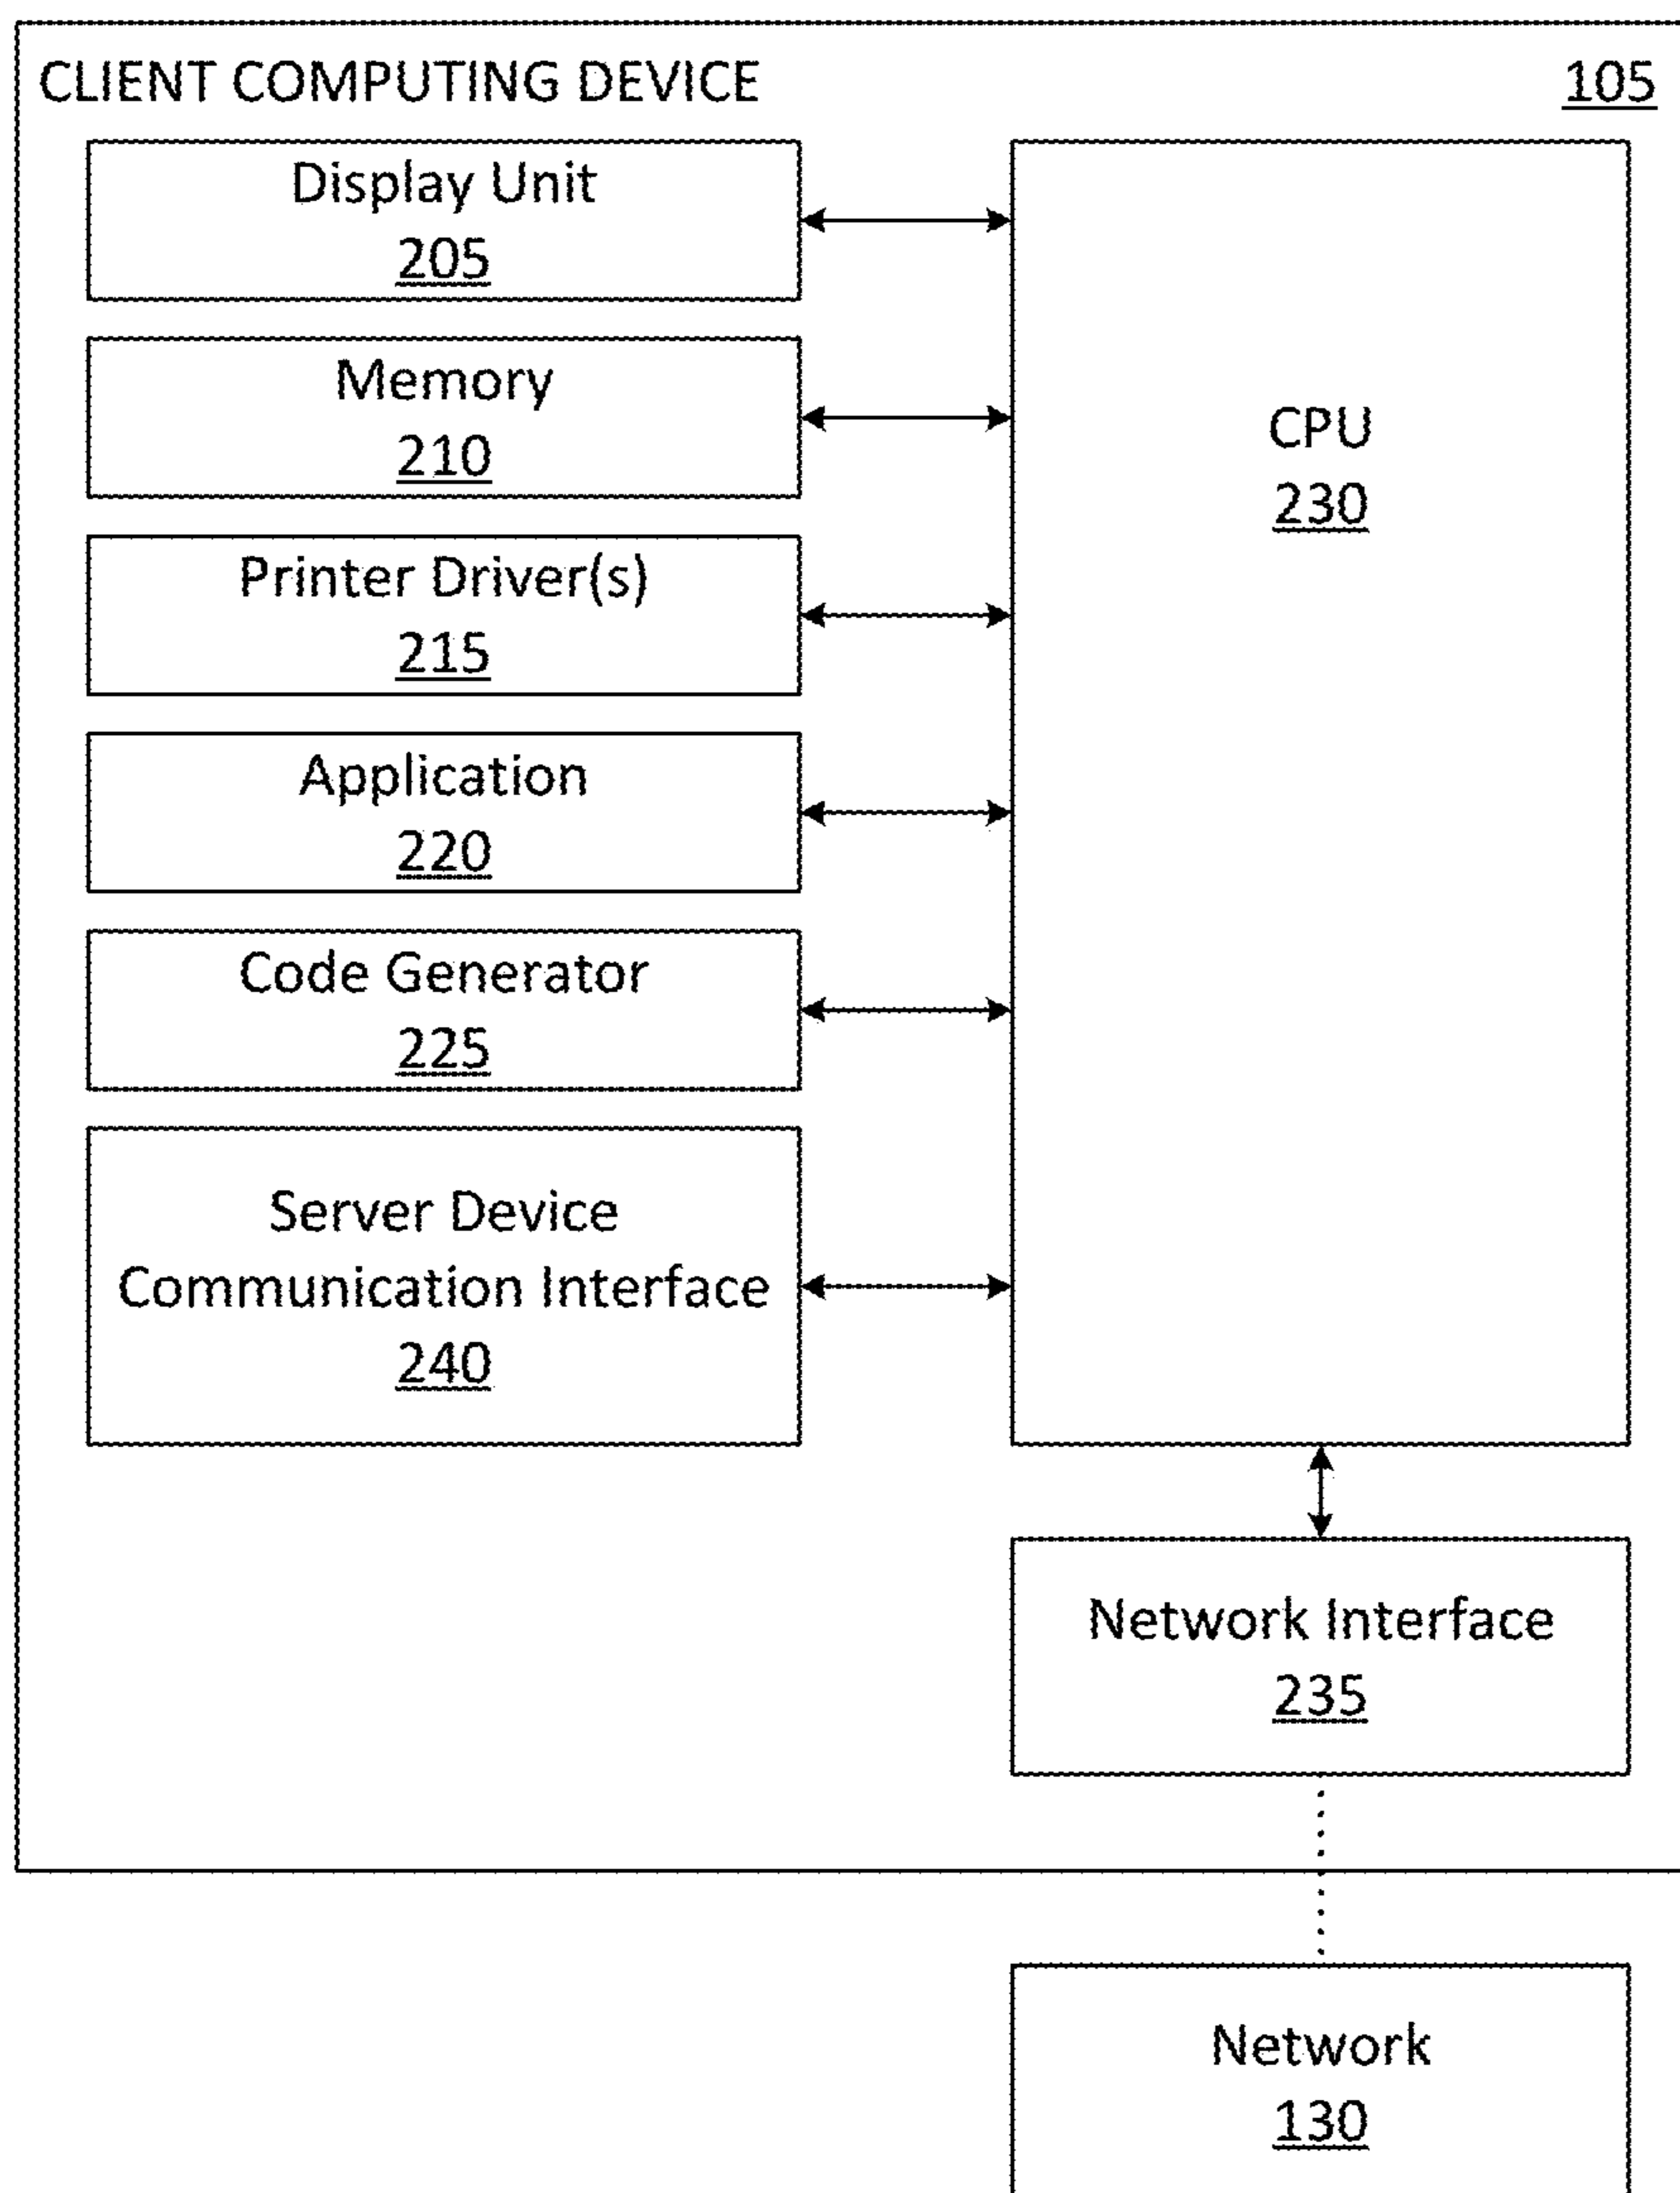 CLIENT COMPUTING DEVICE 105
Display Unit
205
Memory
210
Printer Driver(s)
215
Application
220
Code Generator
225
Server Device
Communication Interface
240
CPU
230
Network Interface
235
Network
130